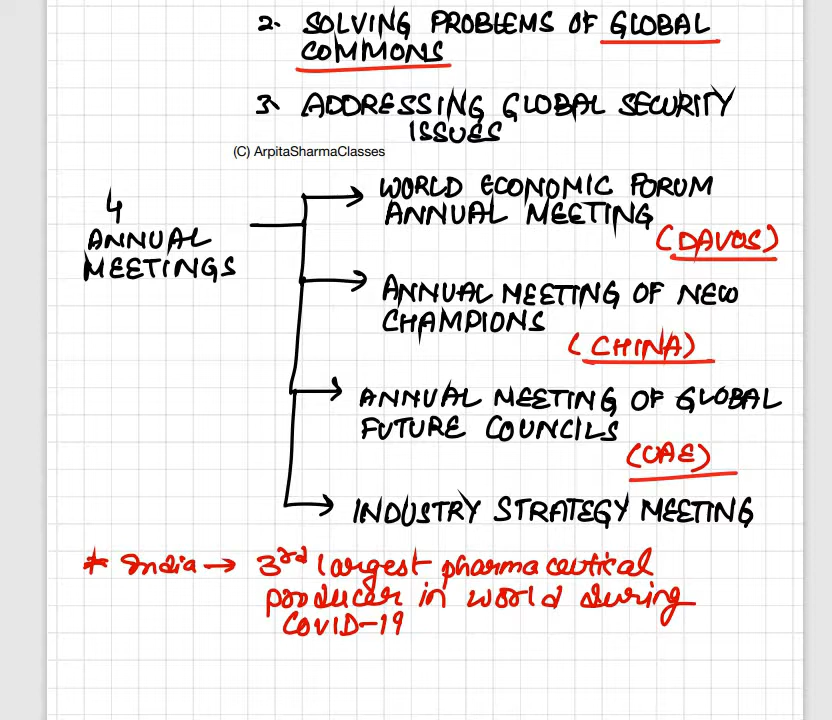 2. SOLVING PROBLEMS OF GLOBAL
COMMONS
3. ADDRESSING GLOBAL SECURITY
ISSUES
(C) ArpitaSharmaClasses
4
ANNUAL
MEETINGS
WORLD ECONOMIC FORUM
ANNUAL MEETING
(DAVOS)
ANNUAL MEETING OF NEW
CHAMPIONS
(CHINA)
ANNUAL MEETING OF GLOBAL
FUTURE COUNCILS
(UAE)
INDUSTRY STRATEGY MEETING
* India → 3rd largest pharmaceutical
producer in world during
COVID-19